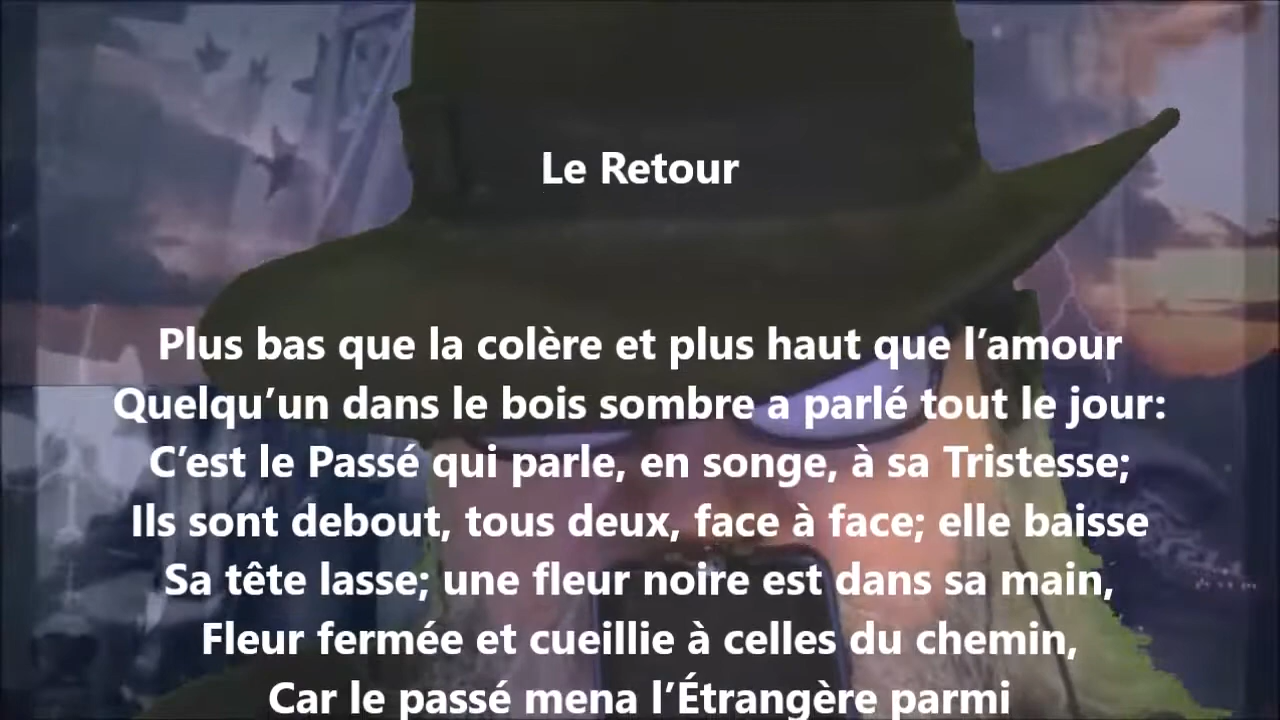 Le Retour
Plus bas que la colère et plus haut que l’amour
Quelqu’un dans le bois sombre a parlé tout le jour:
C’est le Passé qui parle, en songe, à sa Tristesse;
Ils sont debout, tous deux, face à face; elle baisse
Sa tête lasse; une fleur noire est dans sa main,
Fleur fermée et cueillie à celles du chemin,
Car le passé mena l’Étrangère parmi